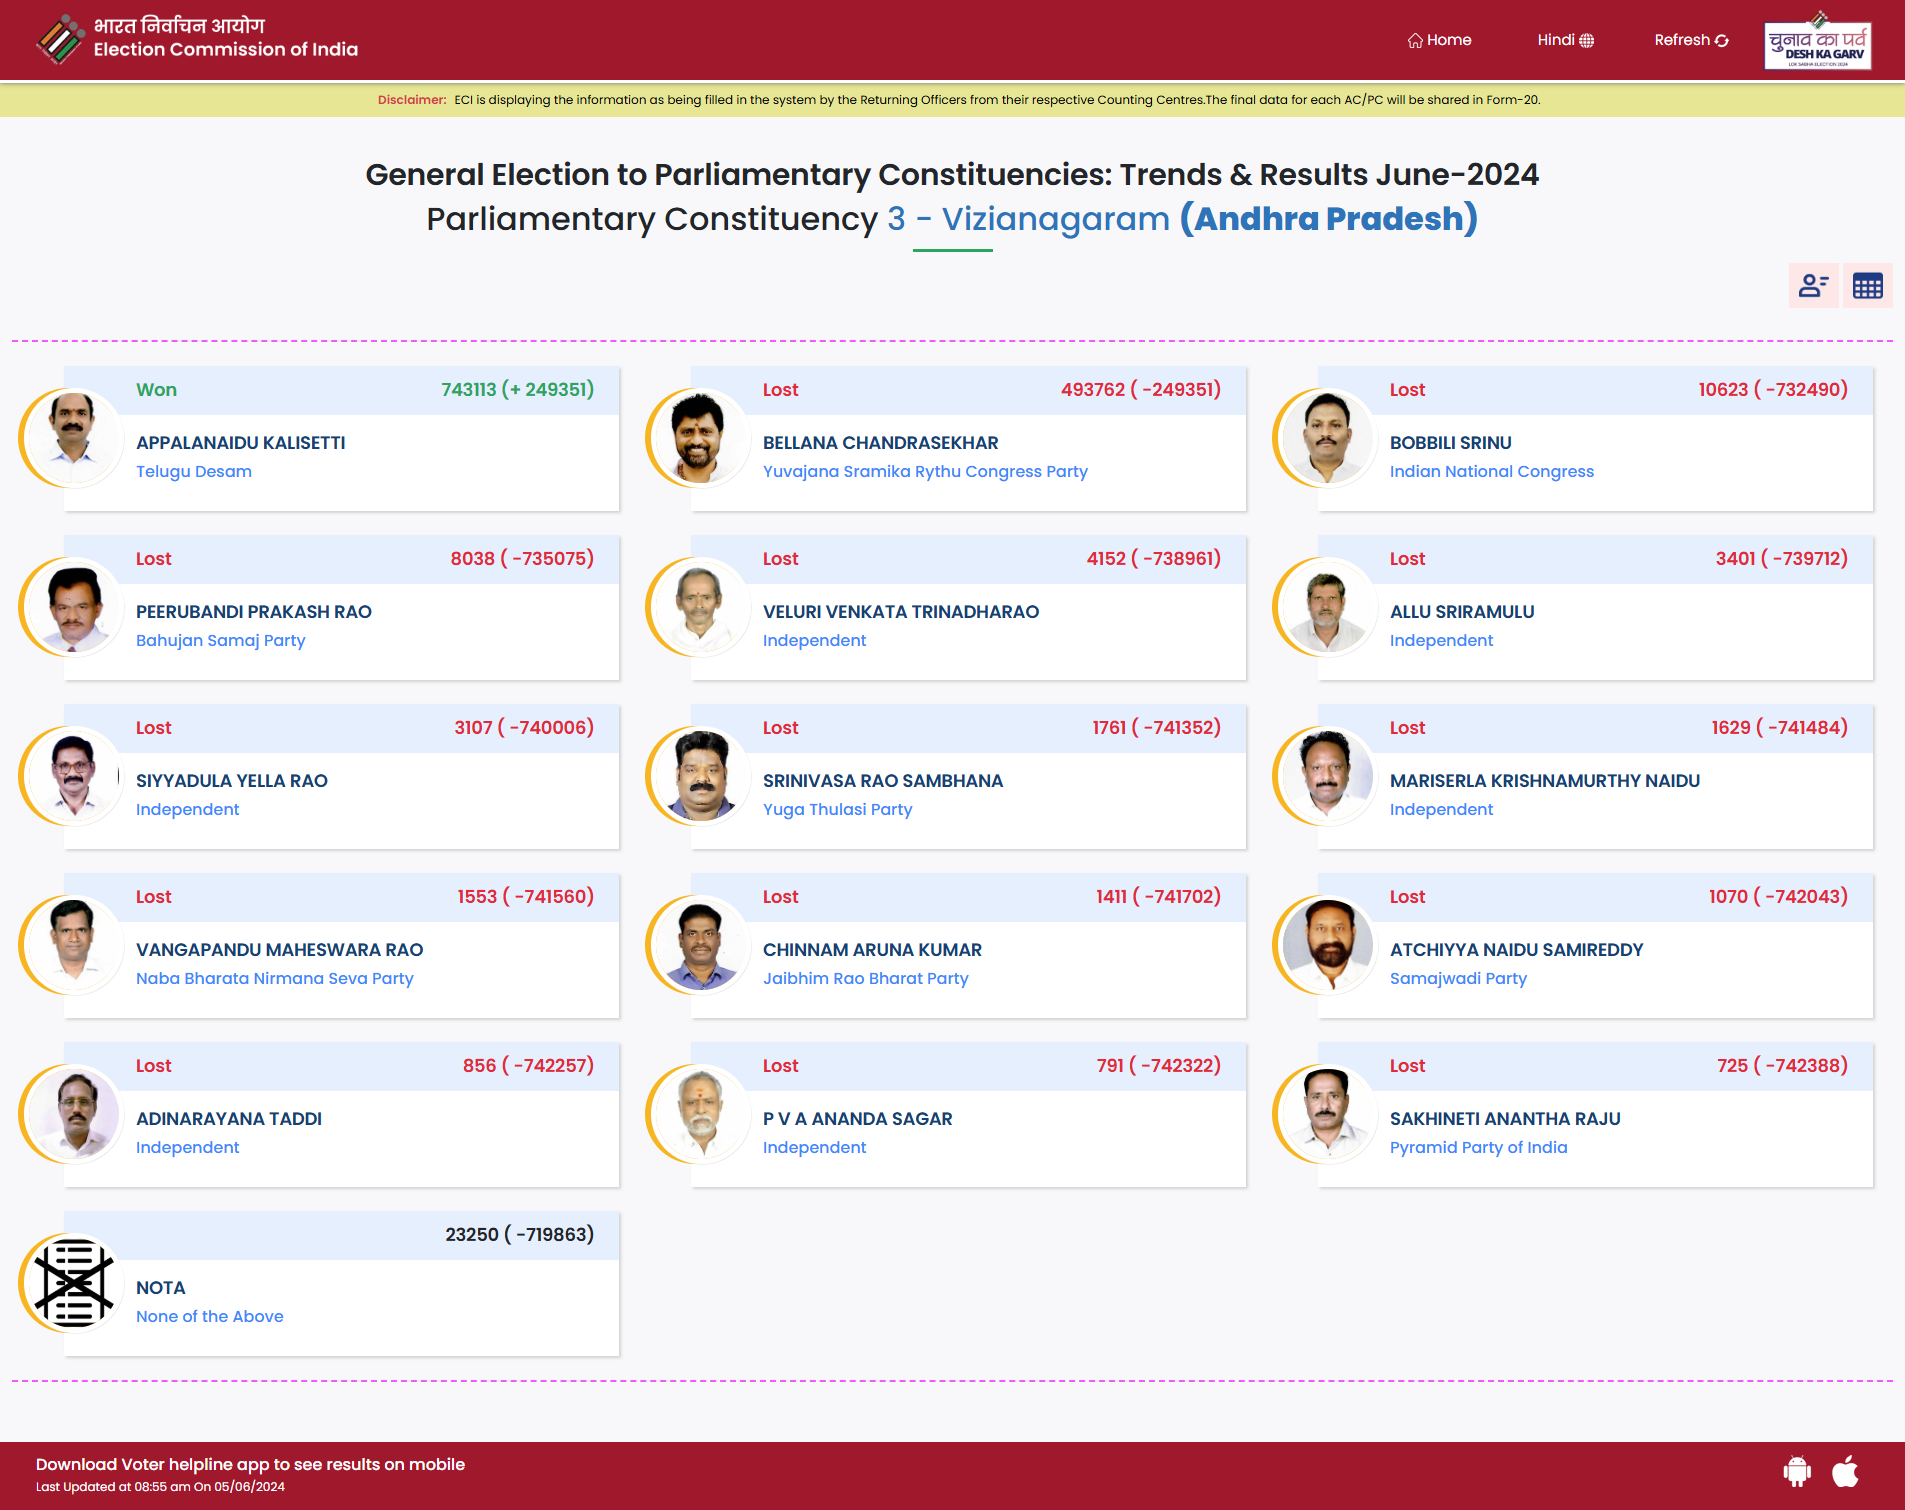 भारत निर्वाचन आयोग
Election Commission of India
Home
Hindi
Refresh
चुनाव का पर्व
DESH KA GARV
LOK SABHA ELECTION 2024
Disclaimer: ECI is displaying the information as being filled in the system by the Returning Officers from their respective Counting Centres.The final data for each AC/PC will be shared in Form-20.
General Election to Parliamentary Constituencies: Trends & Results June-2024
Parliamentary Constituency 3 - Vizianagaram (Andhra Pradesh)
Won 743113 (+ 249351)
APPALANAIDU KALISETTI
Telugu Desam
Lost 493762 ( -249351)
BELLANA CHANDRASEKHAR
Yuvajana Sramika Rythu Congress Party
Lost 10623 ( -732490)
BOBBILI SRINU
Indian National Congress
Lost 8038 ( -735075)
PEERUBANDI PRAKASH RAO
Bahujan Samaj Party
Lost 4152 ( -738961)
VELURI VENKATA TRINADHARAO
Independent
Lost 3401 ( -739712)
ALLU SRIRAMULU
Independent
Lost 3107 ( -740006)
SIYYADULA YELLA RAO
Independent
Lost 1761 ( -741352)
SRINIVASA RAO SAMBHANA
Yuga Thulasi Party
Lost 1629 ( -741484)
MARISERLA KRISHNAMURTHY NAIDU
Independent
Lost 1553 ( -741560)
VANGAPANDU MAHESWARA RAO
Naba Bharata Nirmana Seva Party
Lost 1411 ( -741702)
CHINNAM ARUNA KUMAR
Jaibhim Rao Bharat Party
Lost 1070 ( -742043)
ATCHIYYA NAIDU SAMIREDDY
Samajwadi Party
Lost 856 ( -742257)
ADINARAYANA TADDI
Independent
Lost 791 ( -742322)
P V A ANANDA SAGAR
Independent
Lost 725 ( -742388)
SAKHINETI ANANTHA RAJU
Pyramid Party of India
23250 ( -719863)
NOTA
None of the Above
Download Voter helpline app to see results on mobile
Last Updated at 08:55 am On 05/06/2024